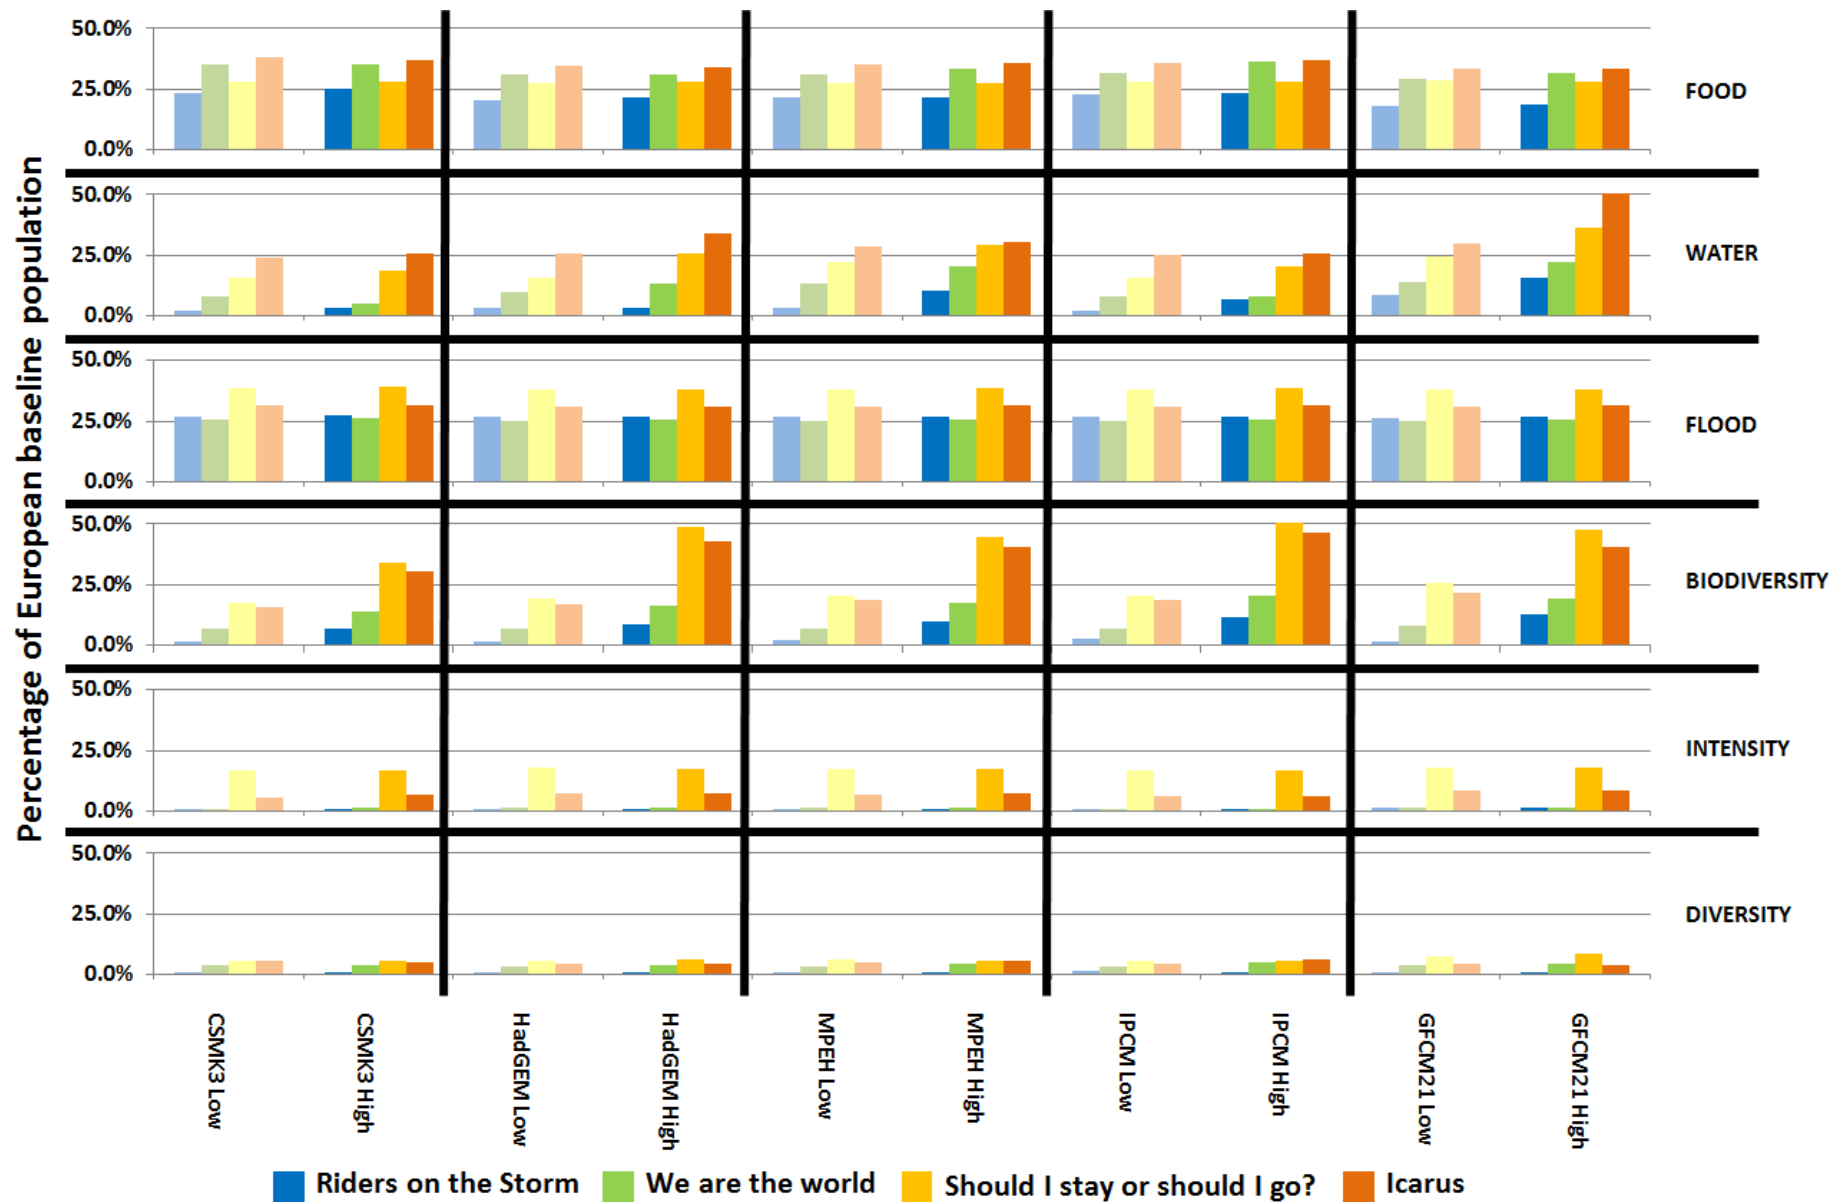 Percentage of European baseline population
50.0%
25.0%
0.0%
FOOD
50.0%
25.0%
0.0%
WATER
50.0%
25.0%
0.0%
FLOOD
50.0%
25.0%
0.0%
BIODIVERSITY
50.0%
25.0%
0.0%
INTENSITY
50.0%
25.0%
0.0%
DIVERSITY
CSMK3 Low
CSMK3 High
HadGEM Low
HadGEM High
MPEH Low
MPEH High
IPCM Low
IPCM High
GFCM21 Low
GFCM21 High
Riders on the Storm
We are the world
Should I stay or should I go?
Icarus